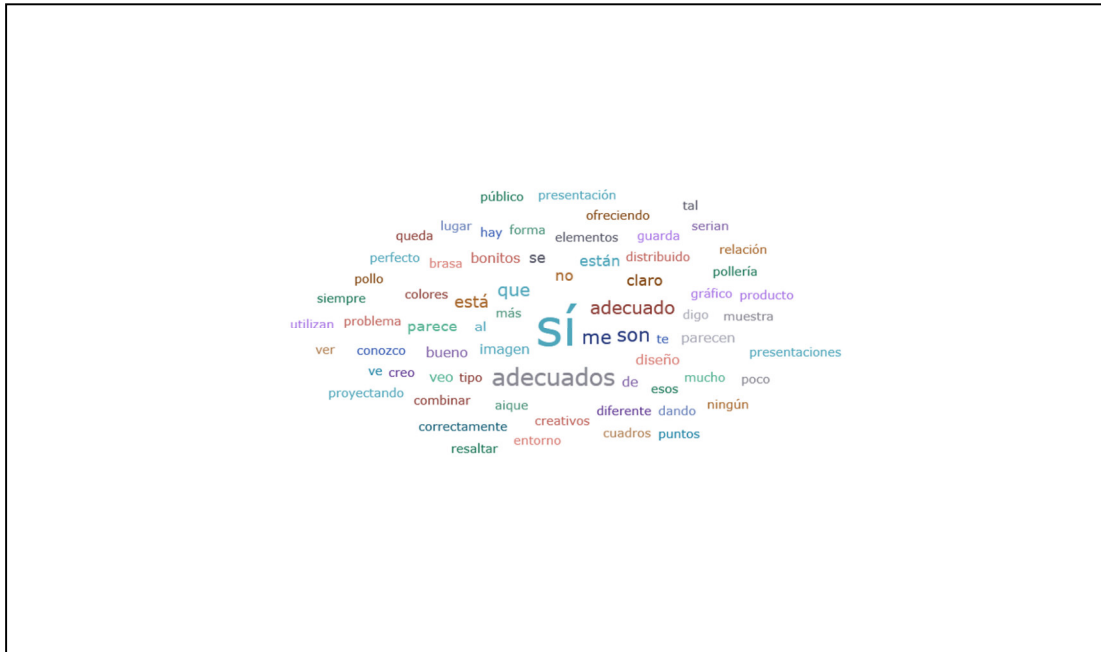 público presentación tal
ofreciendo
lugar hay forma serian
queda elementos guarda
relación
perfecto brasa bonitos se están distribuido
pollo no claro pollería
siempre colores está que gráfico producto
más adecuado digo muestra
utilizan problema parece al sí me son te parecen
ver conozco bueno imagen presentaciones
diseño
ve creo veo tipo adecuados de esos mucho poco
proyectando combinar aique diferente dando ningún
correctamente creativos cuadros puntos
resaltar entorno